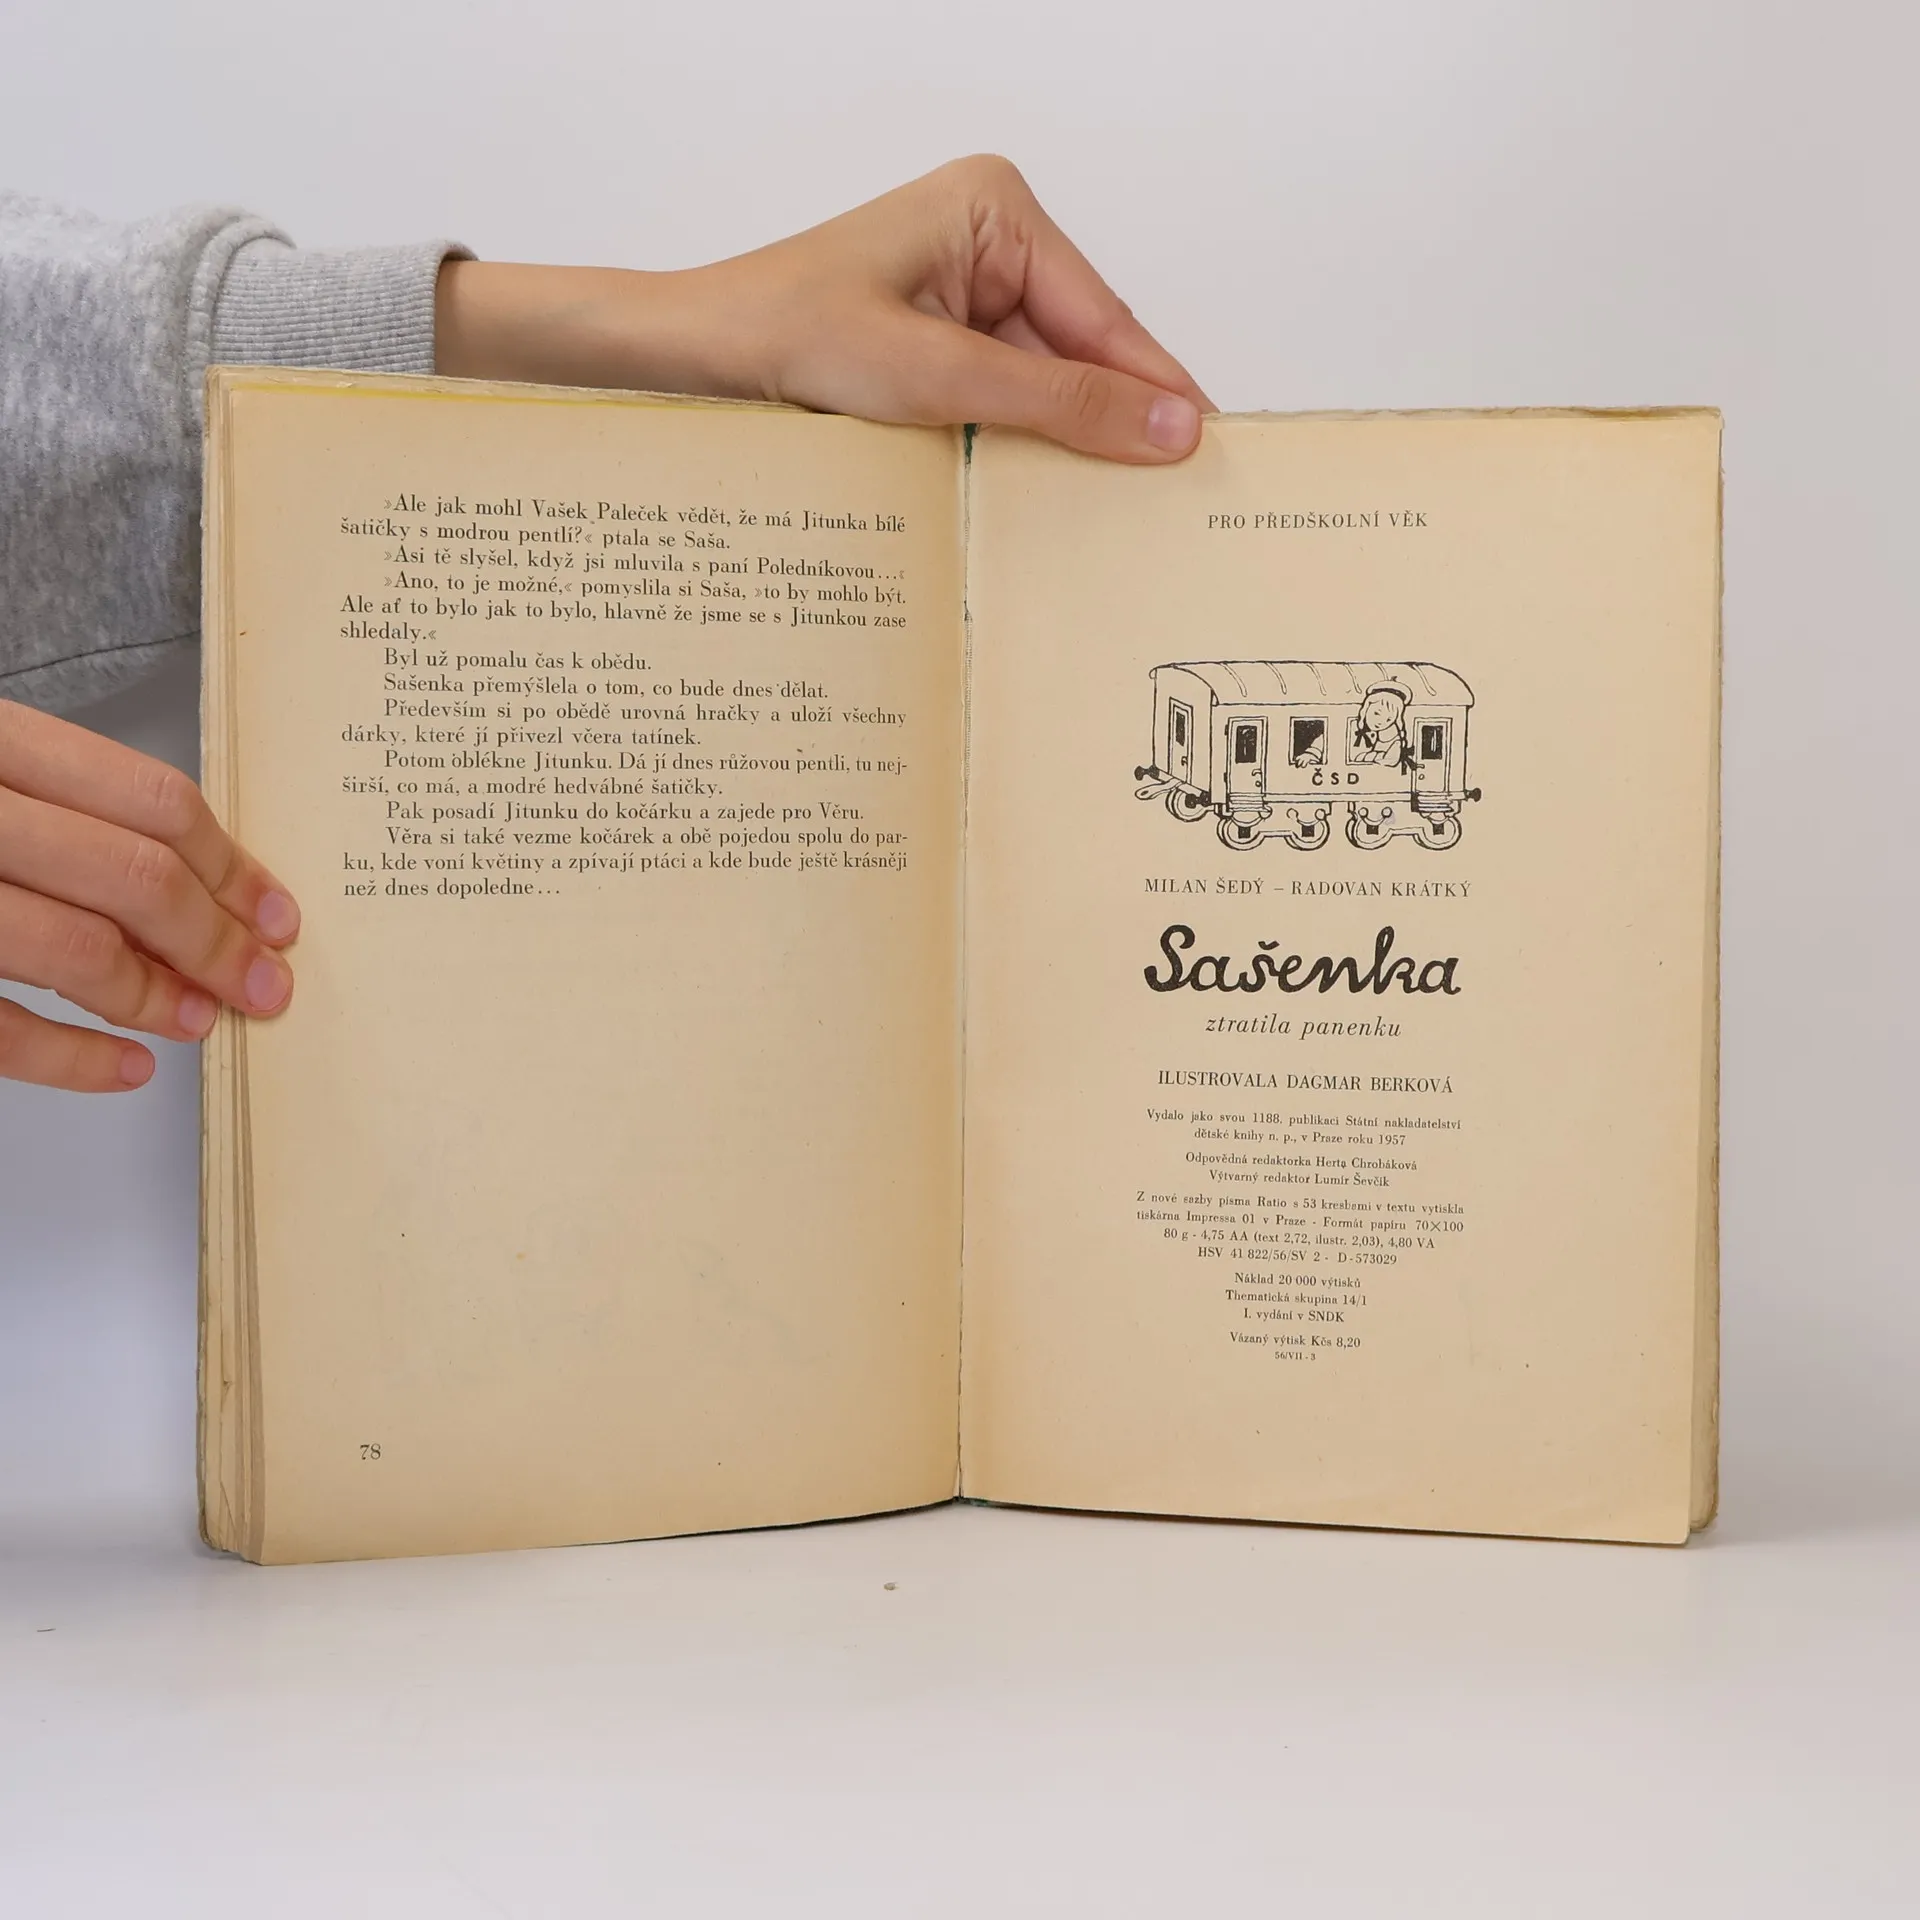 »Ale jak mohl Vašek Paleček vědět, že má Jitunka bílé
šatičky s modrou pentlí?« ptala se Saša.
»Asi tě slyšel, když jsi mluvila s paní Poledníkovou...«
»Ano, to je možné,« pomyslila si Saša, »to by mohlo být.
Ale ať to bylo jak to bylo, hlavně že jsme se s Jitunkou zase
shledaly.«
Byl už pomalu čas k obědu.
Sašenka přemýšlela o tom, co bude dnes dělat.
Především si po obědě urovná hračky a uloží všechny
dárky, které jí přivezl včera tatínek.
Potom oblékne Jitunku. Dá jí dnes růžovou pentli, tu nej-
širší, co má, a modré hedvábné šatičky.
Pak posadí Jitunku do kočárku a zajede pro Věru.
Věra si také vezme kočárek a obě pojedou spolu do par-
ku, kde voní květiny a zpívají ptáci a kde bude ještě krásněji
než dnes dopoledne...
78
PRO PŘEDŠKOLNÍ VĚK
ČSD
MILAN ŠEDÝ – RADOVAN KRÁTKÝ
Sašenka
ztratila panenku
ILUSTROVALA DAGMAR BERKOVÁ
Vydalo jako svou 1188. publikaci Státní nakladatelství
dětské knihy n. p., v Praze roku 1957
Odpovědná redaktorka Herta Chrobáková
Výtvarný redaktor Lumír Ševčík
Z nové sazby písma Ratio s 53 kresbami v textu vytiskla
tiskárna Impressa 01 v Praze - Formát papíru 70×100
80 g - 4,75 AA (text 2,72, ilustr. 2,03), 4,80 VA
HSV 41 822/56/SV 2 - D-573029
Náklad 20 000 výtisků
Thematická skupina 14/1
I. vydání v SNDK
Vázaný výtisk Kčs 8,20
56/VII - 3